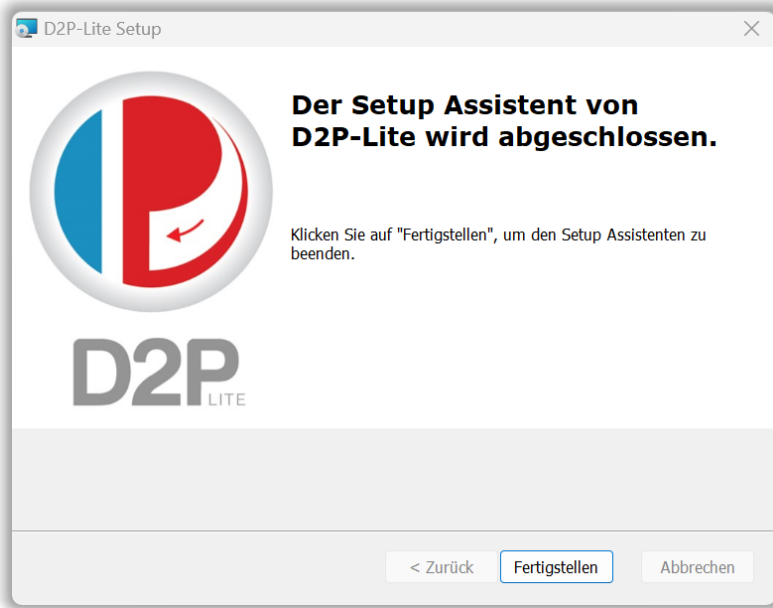 D2P-Lite Setup
Der Setup Assistent von
D2P-Lite wird abgeschlossen.
Klicken Sie auf "Fertigstellen", um den Setup Assistenten zu
beenden.
D2P
LITE
< Zurück Fertigstellen Abbrechen